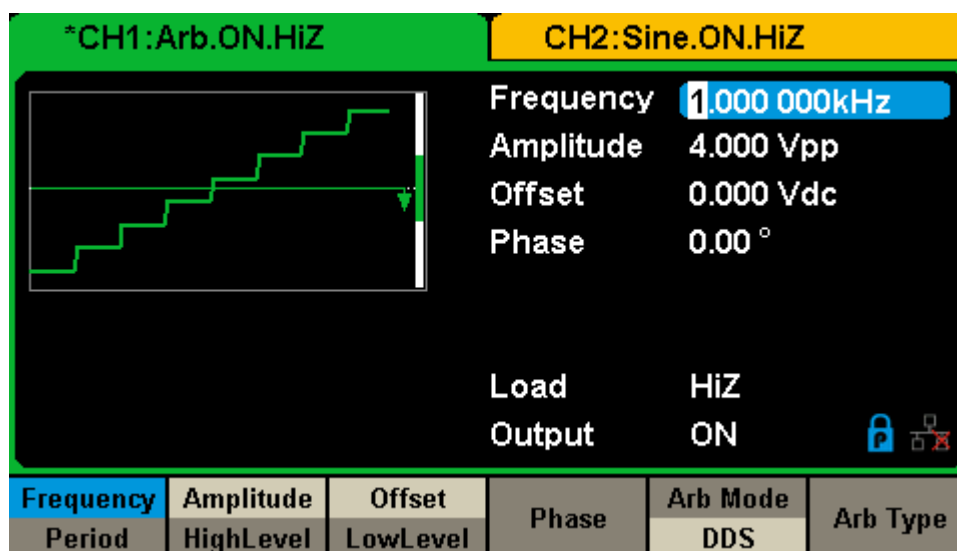 *CH1:Arb.ON.HiZ CH2:Sine.ON.HiZ
Frequency 1.000 000kHz
Amplitude 4.000 Vpp
Offset 0.000 Vdc
Phase 0.00 °
Load HiZ
Output ON
P
Frequency Amplitude Offset Phase Arb Mode Arb Type
Period HighLevel LowLevel DDS